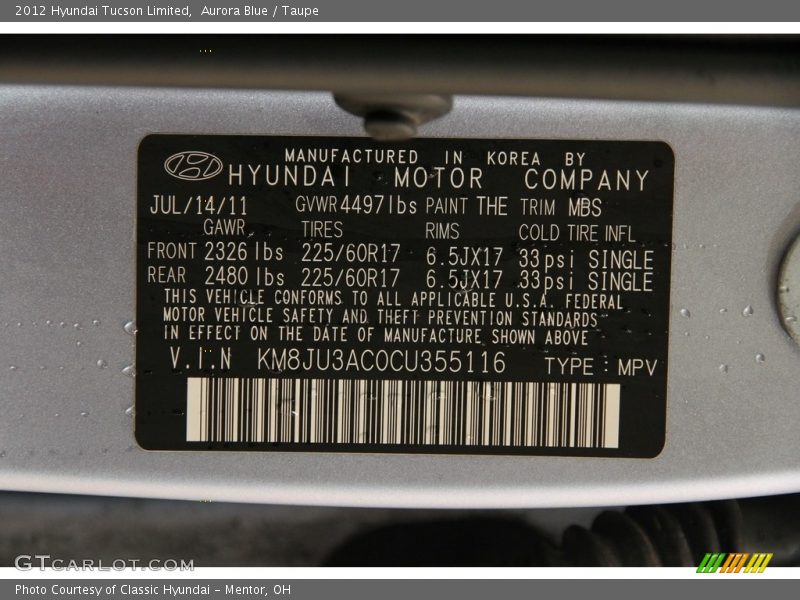 2012 Hyundai Tucson Limited, Aurora Blue / Taupe
MANUFACTURED IN KOREA BY
HYUNDAI MOTOR COMPANY
JUL/14/11 GVWR 4497lbs PAINT THE TRIM MBS
GAWR TIRES RIMS COLD TIRE INFL
FRONT 2326 lbs 225/60R17 6.5JX17 33psi SINGLE
REAR 2480 lbs 225/60R17 6.5JX17 33psi SINGLE
THIS VEHICLE CONFORMS TO ALL APPLICABLE U.S.A. FEDERAL
MOTOR VEHICLE SAFETY AND THEFT PREVENTION STANDARDS
IN EFFECT ON THE DATE OF MANUFACTURE SHOWN ABOVE
V.I.N KM8JU3AC0CU355116 TYPE : MPV
GTCARLOT.COM
Photo Courtesy of Classic Hyundai - Mentor, OH